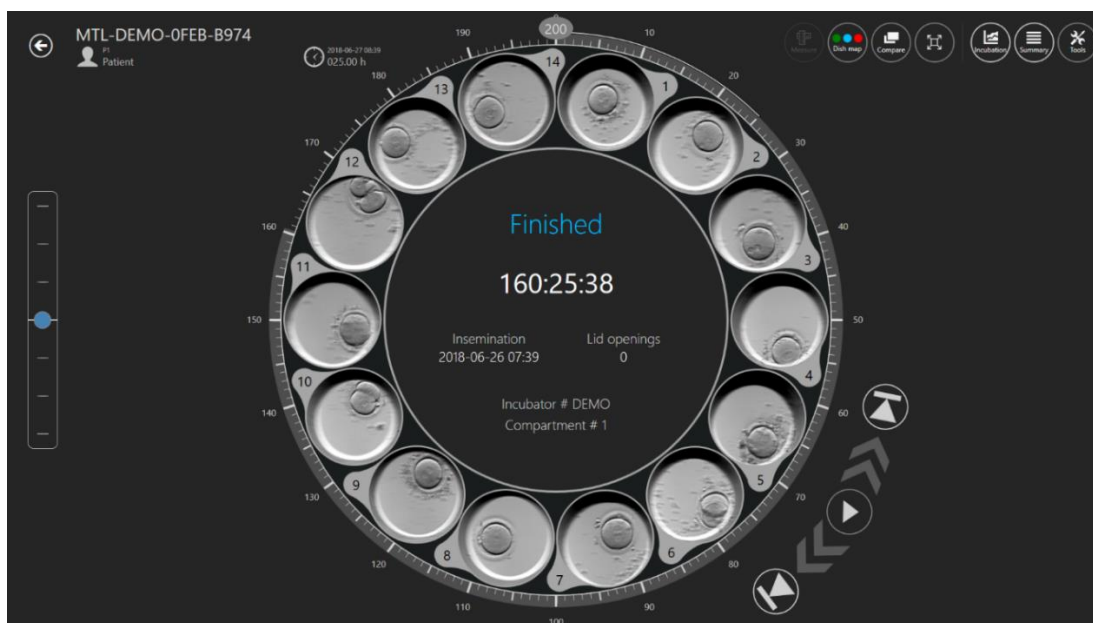 MTL-DEMO-0FEB-B974
P1
Patient
2018-06-27 08:39
025.00 h
Measure
Dish map
Compare
Incubation
Summary
Tools
200
10
20
30
40
50
60
70
80
90
100
110
120
130
140
150
160
170
180
190
1
2
3
4
5
6
7
8
9
10
11
12
13
14
Finished
160:25:38
Insemination
Lid openings
2018-06-26 07:39
0
Incubator # DEMO
Compartment # 1